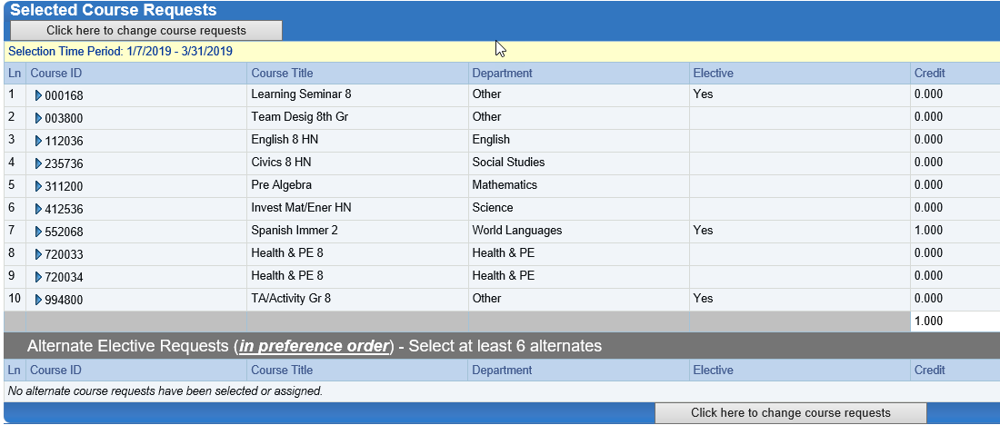 Selected Course Requests
Click here to change course requests
Selection Time Period: 1/7/2019 - 3/31/2019
Ln Course ID Course Title Department Elective Credit
1 000168 Learning Seminar 8 Other Yes 0.000
2 003800 Team Desig 8th Gr Other 0.000
3 112036 English 8 HN English 0.000
4 235736 Civics 8 HN Social Studies 0.000
5 311200 Pre Algebra Mathematics 0.000
6 412536 Invest Mat/Ener HN Science 0.000
7 552068 Spanish Immer 2 World Languages Yes 1.000
8 720033 Health & PE 8 Health & PE 0.000
9 720034 Health & PE 8 Health & PE 0.000
10 994800 TA/Activity Gr 8 Other Yes 0.000
1.000
Alternate Elective Requests (in preference order) - Select at least 6 alternates
Ln Course ID Course Title Department Elective Credit
No alternate course requests have been selected or assigned.
Click here to change course requests